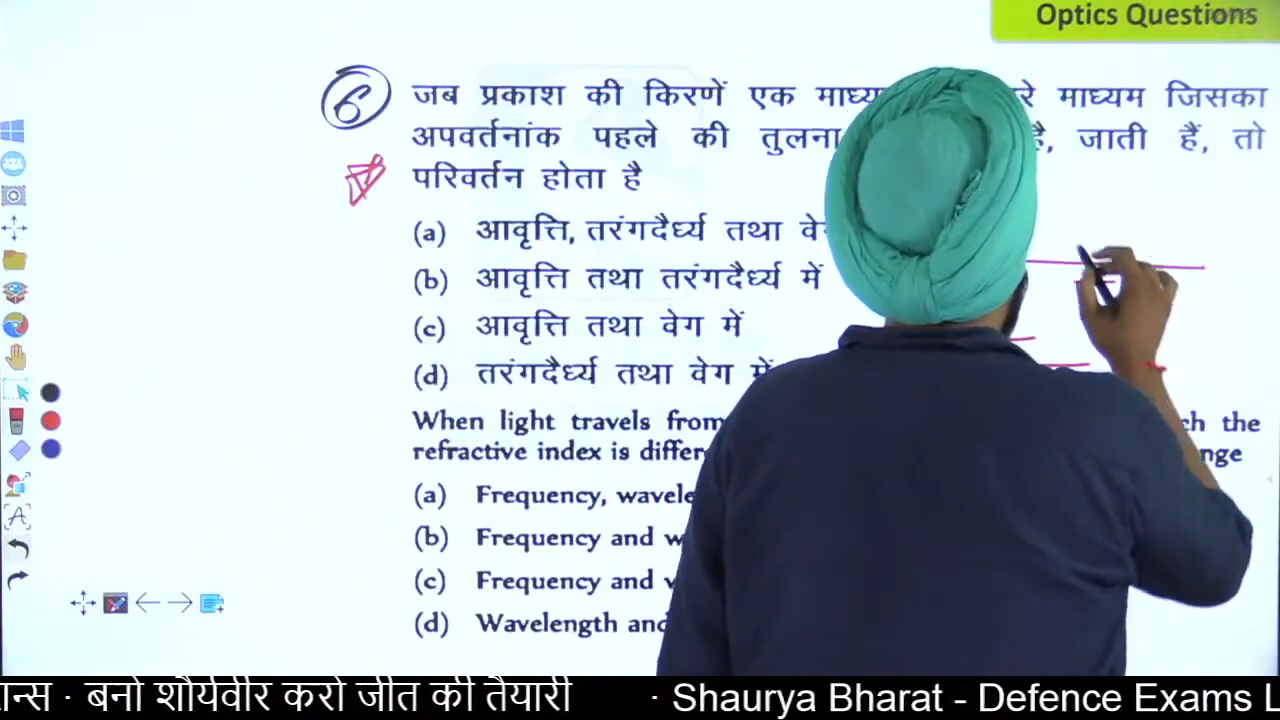 Optics Questions
6 जब प्रकाश की किरणें एक माध्य रे माध्यम जिसका
अपवर्तनांक पहले की तुलना है, जाती हैं, तो
परिवर्तन होता है
(a) आवृत्ति, तरंगदैर्ध्य तथा वे
(b) आवृत्ति तथा तरंगदैर्ध्य में
(c) आवृत्ति तथा वेग में
(d) तरंगदैर्ध्य तथा वेग में
When light travels from ch the
refractive index is differ nge
(a) Frequency, wavele
(b) Frequency and w
(c) Frequency and v
(d) Wavelength and
ान्स · बनो शौर्यवीर करो जीत की तैयारी · Shaurya Bharat - Defence Exams L